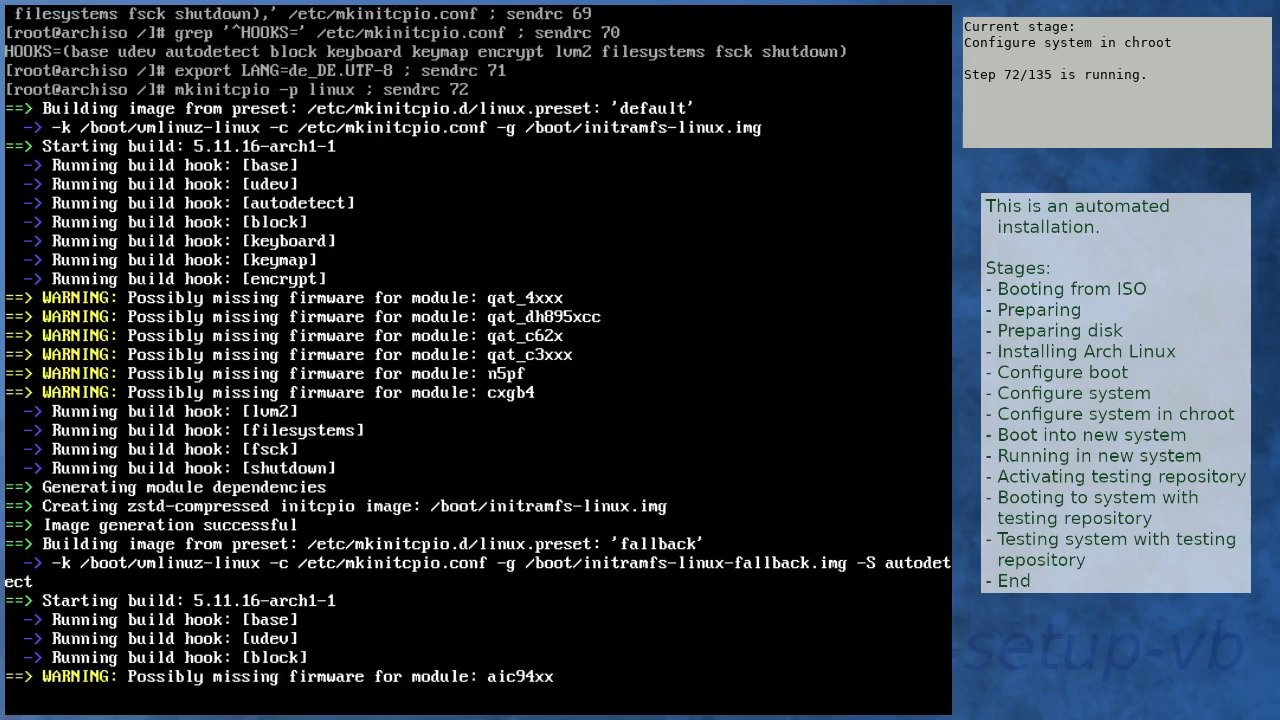 filesystems fsck shutdown),' /etc/mkinitcpio.conf ; sendrc 69
[root@archiso /]# grep '^HOOKS=' /etc/mkinitcpio.conf ; sendrc 70
HOOKS=(base udev autodetect block keyboard keymap encrypt lvm2 filesystems fsck shutdown)
[root@archiso /]# export LANG=de_DE.UTF-8 ; sendrc 71
[root@archiso /]# mkinitcpio -p linux ; sendrc 72
==> Building image from preset: /etc/mkinitcpio.d/linux.preset: 'default'
  -> -k /boot/vmlinuz-linux -c /etc/mkinitcpio.conf -g /boot/initramfs-linux.img
==> Starting build: 5.11.16-arch1-1
  -> Running build hook: [base]
  -> Running build hook: [udev]
  -> Running build hook: [autodetect]
  -> Running build hook: [block]
  -> Running build hook: [keyboard]
  -> Running build hook: [keymap]
  -> Running build hook: [encrypt]
==> WARNING: Possibly missing firmware for module: qat_4xxx
==> WARNING: Possibly missing firmware for module: qat_dh895xcc
==> WARNING: Possibly missing firmware for module: qat_c62x
==> WARNING: Possibly missing firmware for module: qat_c3xxx
==> WARNING: Possibly missing firmware for module: n5pf
==> WARNING: Possibly missing firmware for module: cxgb4
  -> Running build hook: [lvm2]
  -> Running build hook: [filesystems]
  -> Running build hook: [fsck]
  -> Running build hook: [shutdown]
==> Generating module dependencies
==> Creating zstd-compressed initcpio image: /boot/initramfs-linux.img
==> Image generation successful
==> Building image from preset: /etc/mkinitcpio.d/linux.preset: 'fallback'
  -> -k /boot/vmlinuz-linux -c /etc/mkinitcpio.conf -g /boot/initramfs-linux-fallback.img -S autodet
ect
==> Starting build: 5.11.16-arch1-1
  -> Running build hook: [base]
  -> Running build hook: [udev]
  -> Running build hook: [block]
==> WARNING: Possibly missing firmware for module: aic94xx
Current stage:
Configure system in chroot
Step 72/135 is running.
This is an automated
installation.
Stages:
- Booting from ISO
- Preparing
- Preparing disk
- Installing Arch Linux
- Configure boot
- Configure system
- Configure system in chroot
- Boot into new system
- Running in new system
- Activating testing repository
- Booting to system with
testing repository
- Testing system with testing
repository
- End
-setup-vb